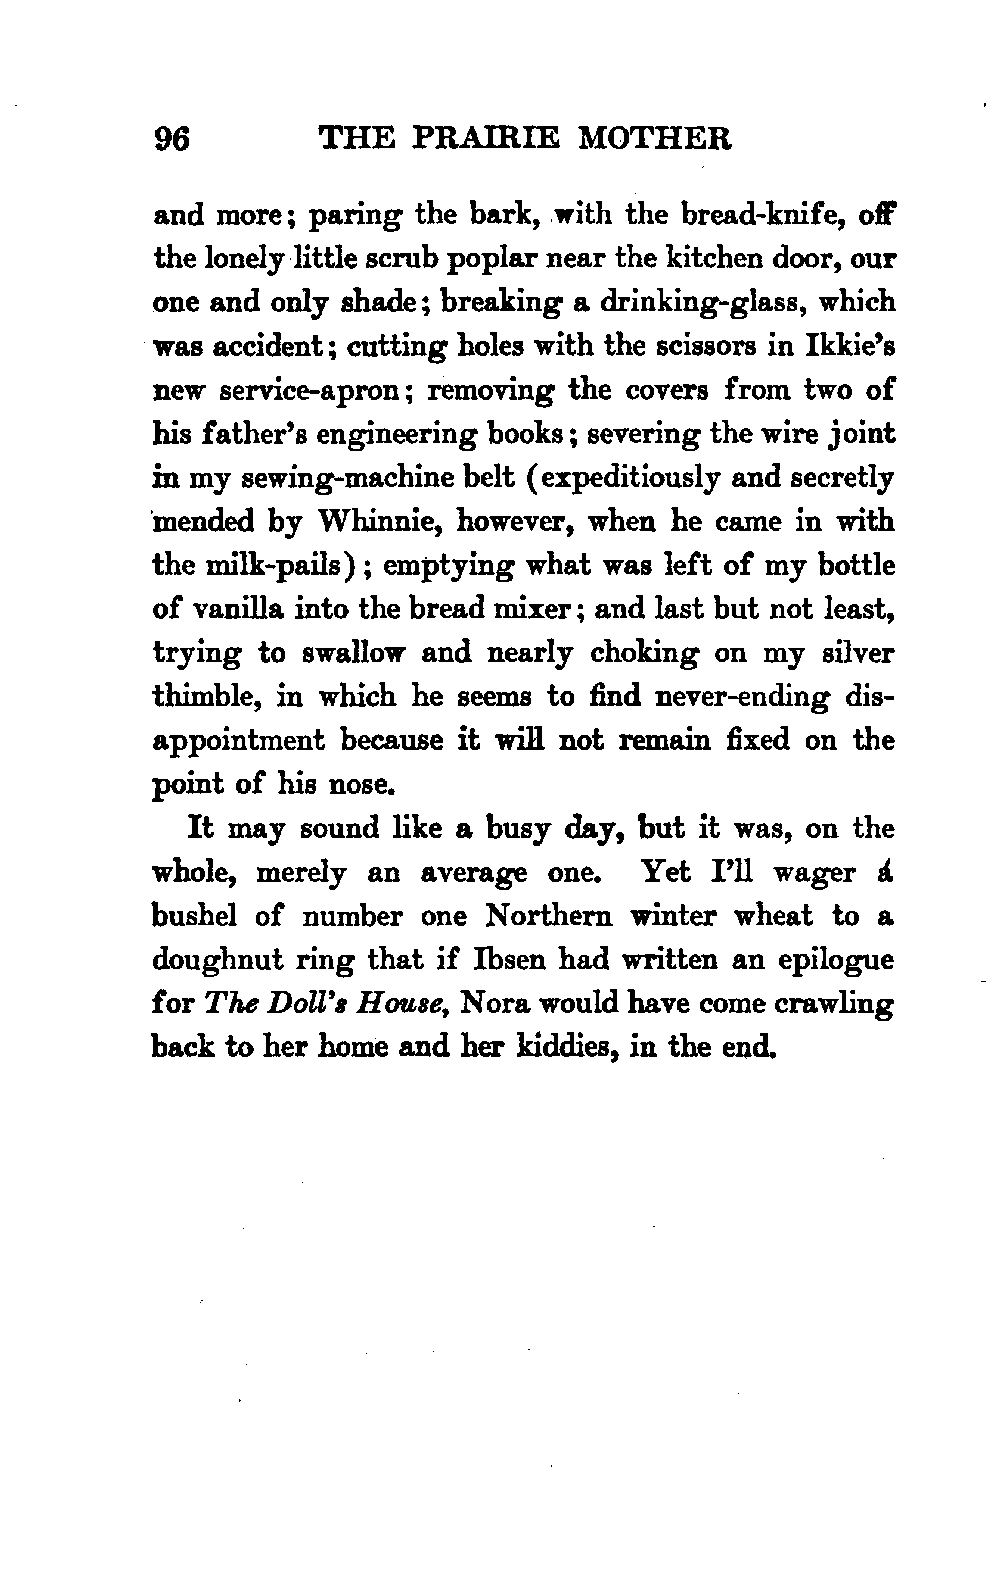 96 THE PRAIRIE MOTHER
and more; paring the bark, with the bread-knife, off
the lonely little scrub poplar near the kitchen door, our
one and only shade; breaking a drinking-glass, which
was accident; cutting holes with the scissors in Ikkie's
new service-apron; removing the covers from two of
his father's engineering books; severing the wire joint
in my sewing-machine belt (expeditiously and secretly
mended by Whinnie, however, when he came in with
the milk-pails); emptying what was left of my bottle
of vanilla into the bread mixer; and last but not least,
trying to swallow and nearly choking on my silver
thimble, in which he seems to find never-ending dis-
appointment because it will not remain fixed on the
point of his nose.
It may sound like a busy day, but it was, on the
whole, merely an average one. Yet I'll wager a
bushel of number one Northern winter wheat to a
doughnut ring that if Ibsen had written an epilogue
for The Doll's House, Nora would have come crawling
back to her home and her kiddies, in the end.